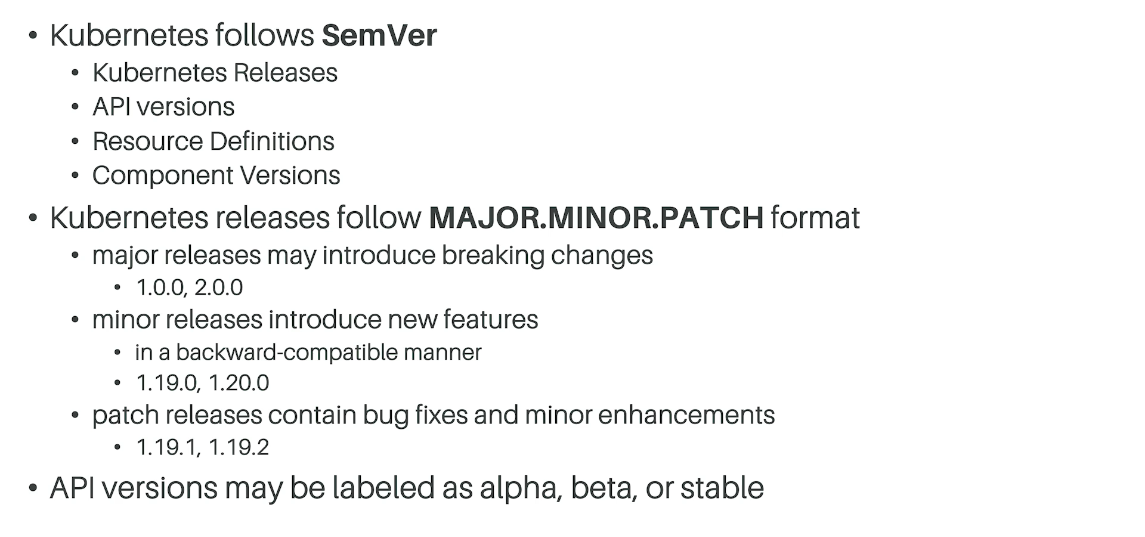 • Kubernetes follows SemVer
• Kubernetes Releases
• API versions
• Resource Definitions
• Component Versions
• Kubernetes releases follow MAJOR.MINOR.PATCH format
• major releases may introduce breaking changes
• 1.0.0, 2.0.0
• minor releases introduce new features
• in a backward-compatible manner
• 1.19.0, 1.20.0
• patch releases contain bug fixes and minor enhancements
• 1.19.1, 1.19.2
• API versions may be labeled as alpha, beta, or stable